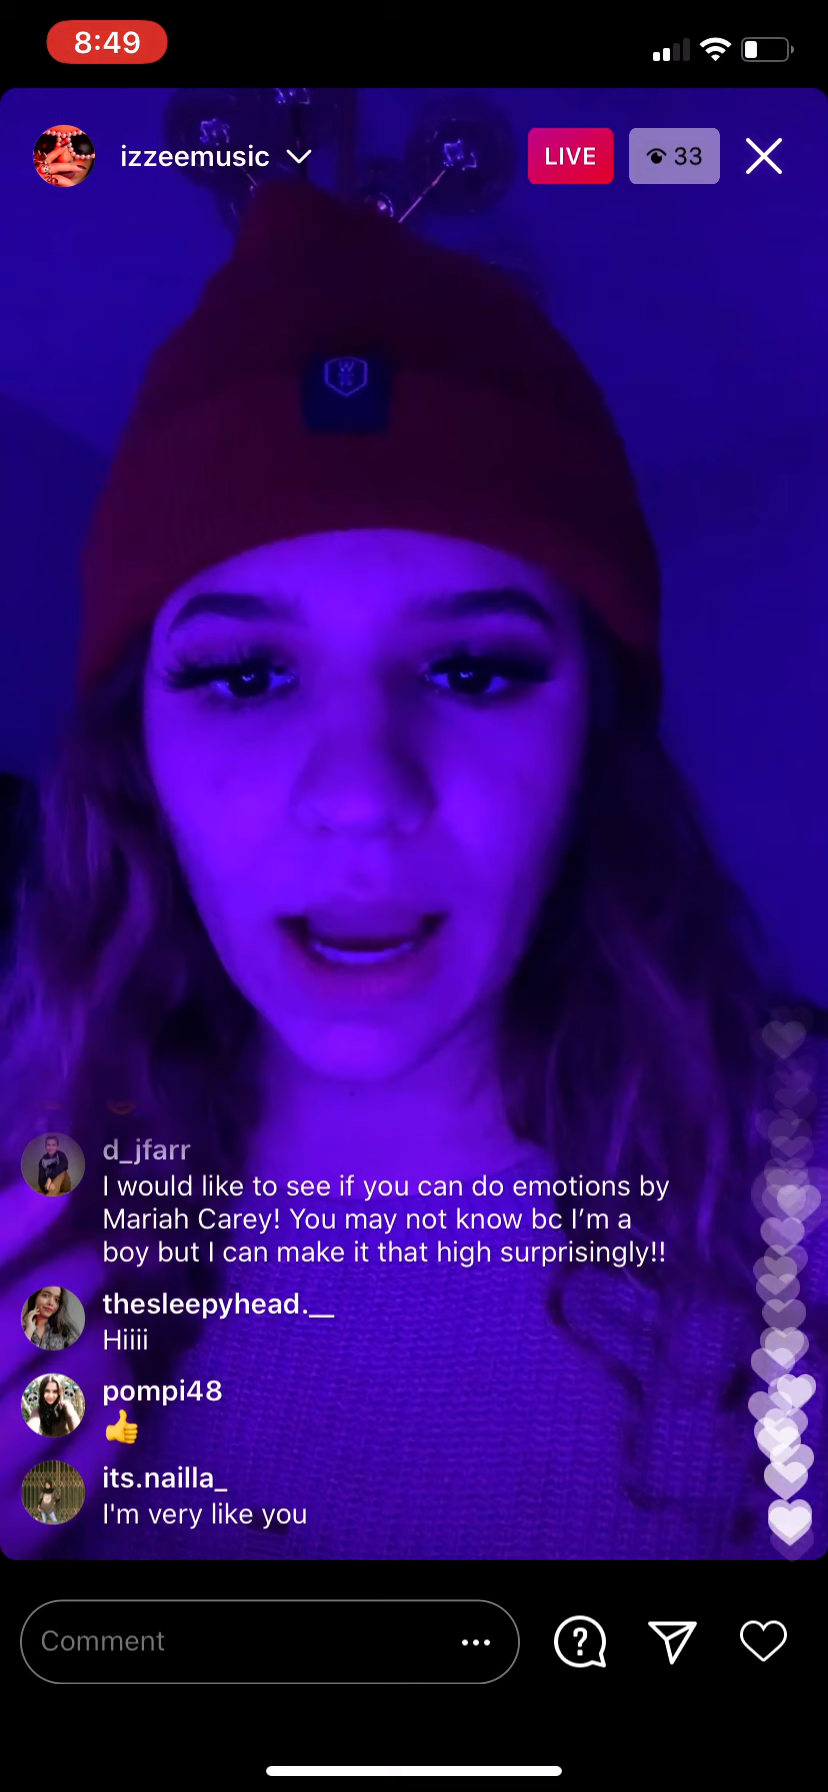 8:49
izzeemusic
LIVE
33
d_jfarr
I would like to see if you can do emotions by
Mariah Carey! You may not know bc I’m a
boy but I can make it that high surprisingly!!
thesleepyhead.__
Hiiii
pompi48
👍
its.nailla_
I'm very like you
Comment